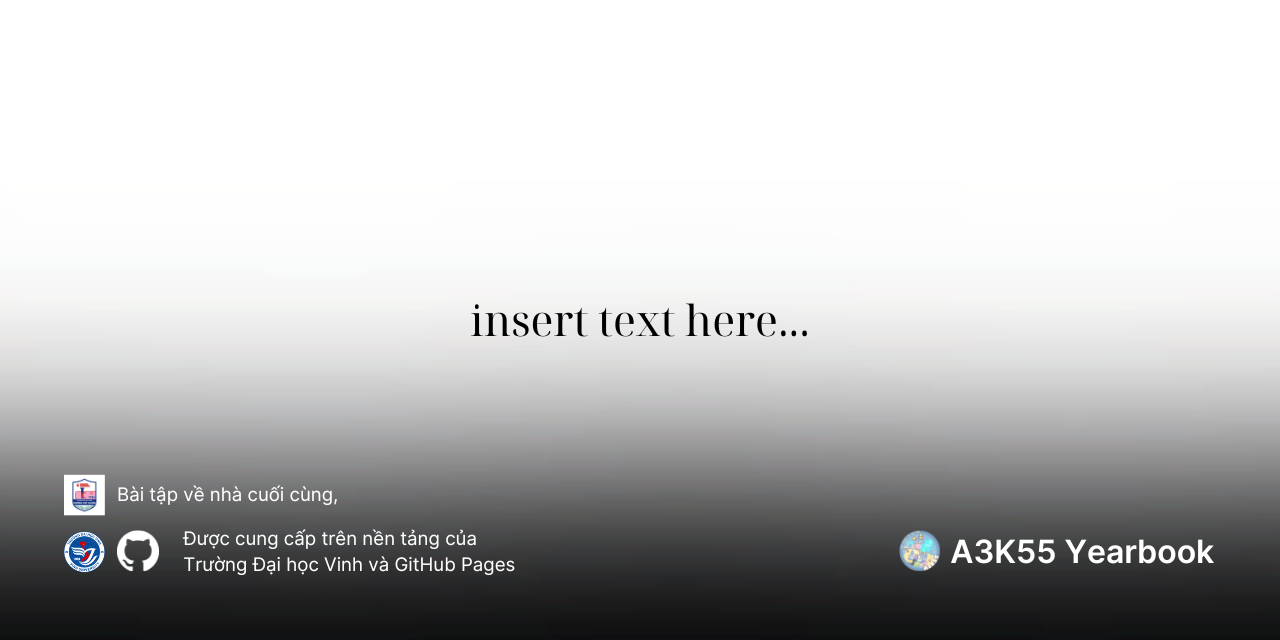 insert text here...
Bài tập về nhà cuối cùng,
Được cung cấp trên nền tảng của
Trường Đại học Vinh và GitHub Pages
A3K55 Yearbook